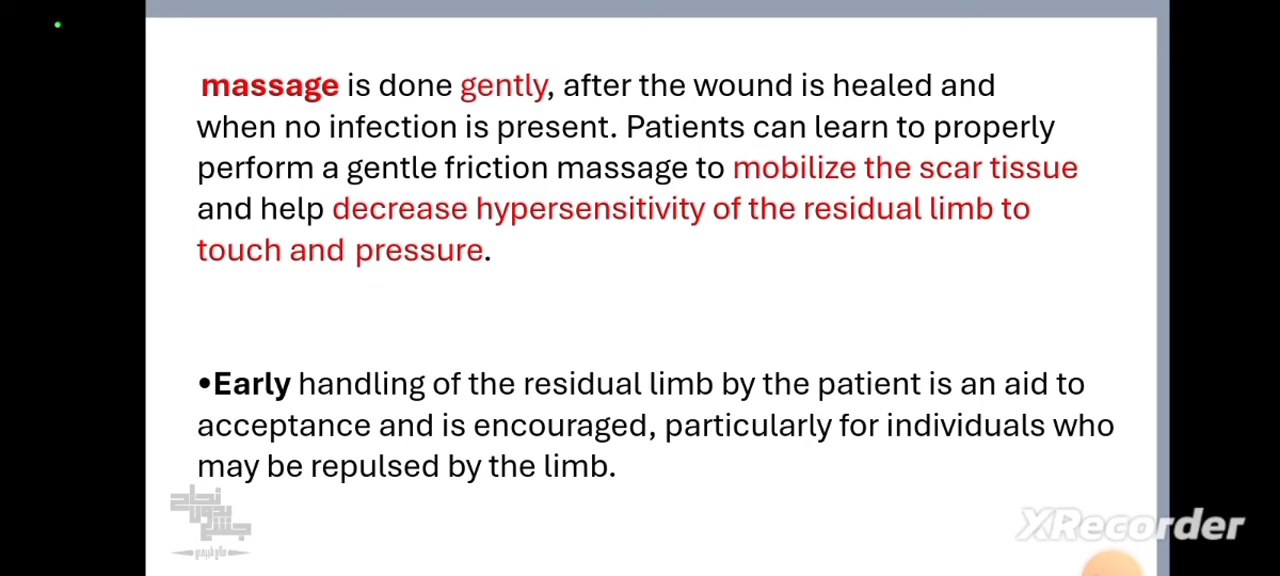 massage is done gently, after the wound is healed and
when no infection is present. Patients can learn to properly
perform a gentle friction massage to mobilize the scar tissue
and help decrease hypersensitivity of the residual limb to
touch and pressure.
•Early handling of the residual limb by the patient is an aid to
acceptance and is encouraged, particularly for individuals who
may be repulsed by the limb.
نجاح
بدون
جشع
XRecorder